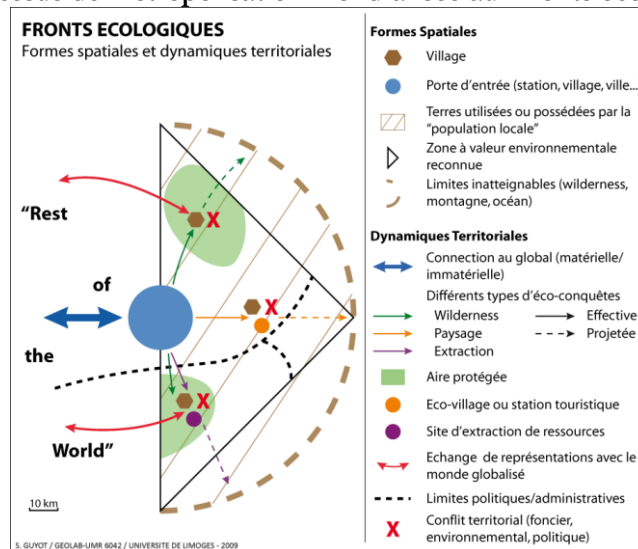 FRONTS ECOLOGIQUES
Formes spatiales et dynamiques territoriales
"Rest
of
the
World"
10 km
S. GUYOT / GEOLAB-UMR 6042 / UNIVERSITE DE LIMOGES - 2009
Formes Spatiales
Village
Porte d'entrée (station, village, ville...
Terres utilisées ou possédées par la
"population locale"
Zone à valeur environnementale
reconnue
Limites inatteignables (wilderness,
montagne, océan)
Dynamiques Territoriales
Connection au global (matérielle/
immatérielle)
Différents types d'éco-conquêtes
Wilderness
Effective
Paysage
Projetée
Extraction
Aire protégée
Eco-village ou station touristique
Site d'extraction de ressources
Echange de représentations avec le
monde globalisé
Limites politiques/administratives
X Conflit territorial (foncier,
environnemental, politique)